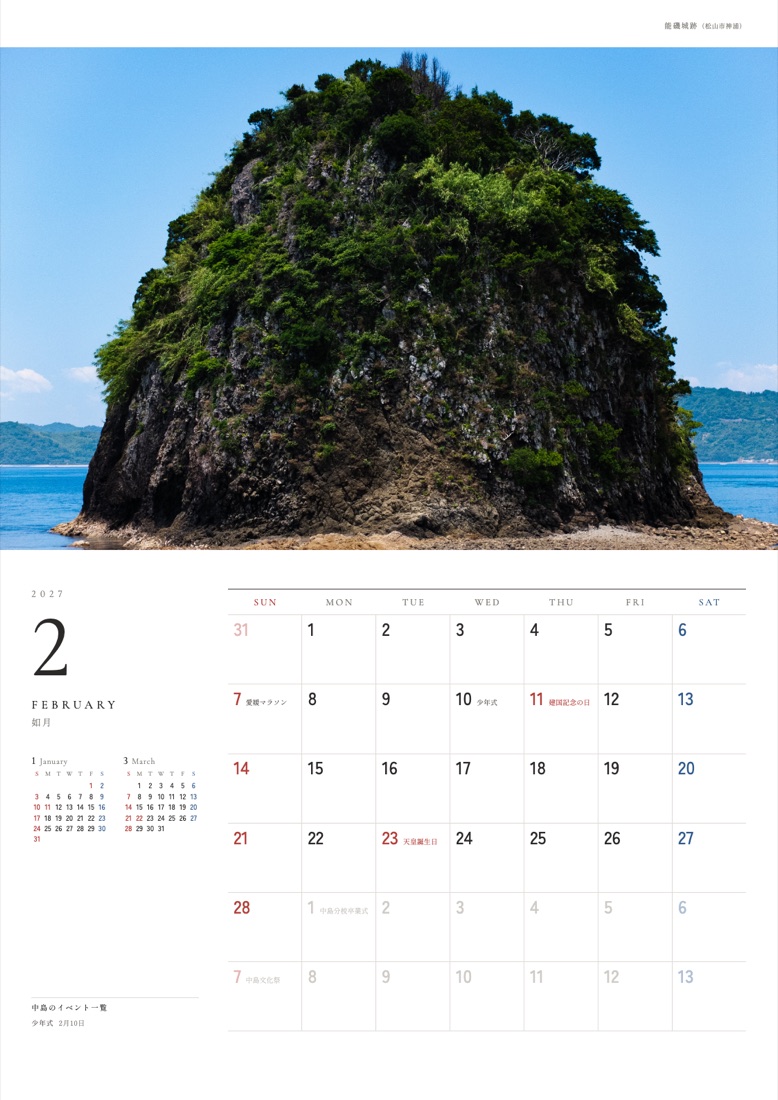 能磯城跡（松山市神浦）
2027
2
FEBRUARY
如月
1 January
S M T W T F S
1 2
3 4 5 6 7 8 9
10 11 12 13 14 15 16
17 18 19 20 21 22 23
24 25 26 27 28 29 30
31
3 March
S M T W T F S
1 2 3 4 5 6
7 8 9 10 11 12 13
14 15 16 17 18 19 20
21 22 23 24 25 26 27
28 29 30 31
中島のイベント一覧
少年式 2月10日
SUN MON TUE WED THU FRI SAT
31 1 2 3 4 5 6
7 愛媛マラソン 8 9 10 少年式 11 建国記念の日 12 13
14 15 16 17 18 19 20
21 22 23 天皇誕生日 24 25 26 27
28 1 中島分校卒業式 2 3 4 5 6
7 中島文化祭 8 9 10 11 12 13